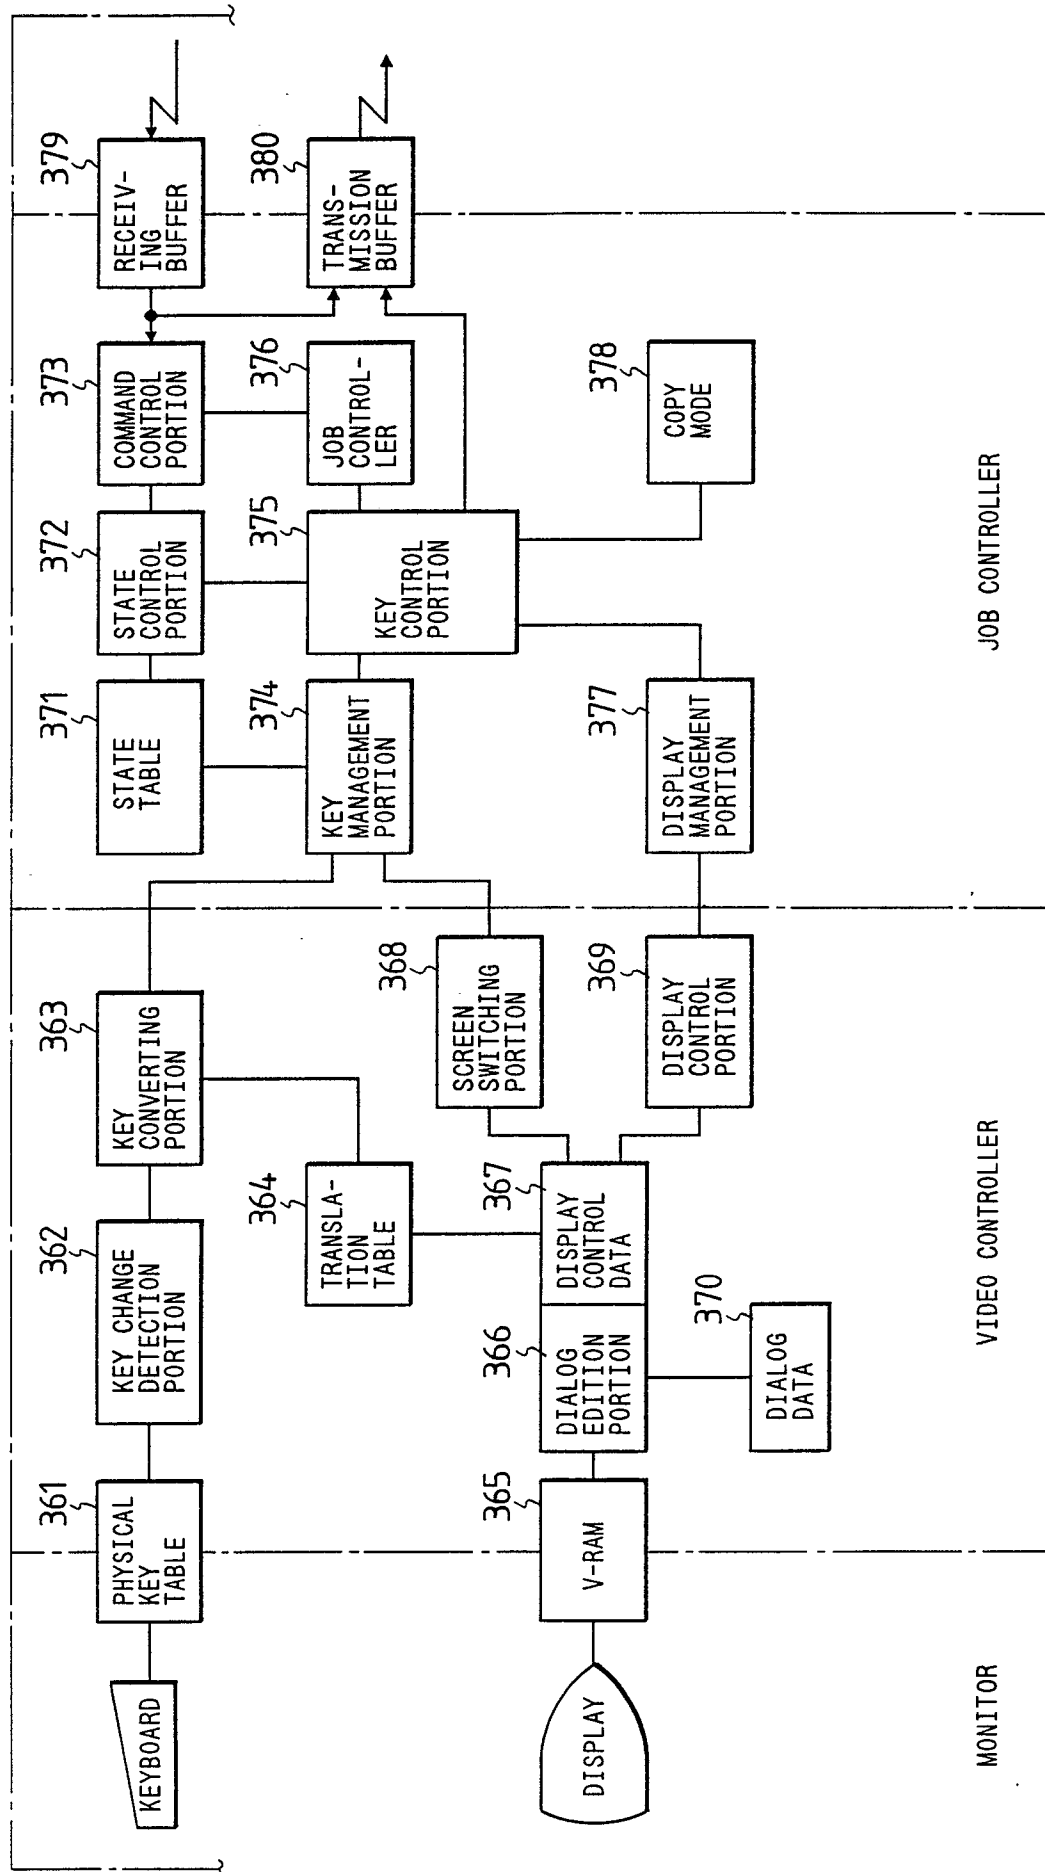 361
PHYSICAL
KEY
TABLE
362
KEY CHANGE
DETECTION
PORTION
363
KEY
CONVERTING
PORTION
371
STATE
TABLE
372
STATE
CONTROL
PORTION
373
COMMAND
CONTROL
PORTION
379
RECEIV-
ING
BUFFER
KEYBOARD
364
TRANSLA-
TION
TABLE
374
KEY
MANAGEMENT
PORTION
375
KEY
CONTROL
PORTION
376
JOB
CONTROL-
LER
380
TRANS-
MISSION
BUFFER
368
SCREEN
SWITCHING
PORTION
365
V-RAM
366
DIALOG
EDITION
PORTION
367
DISPLAY
CONTROL
DATA
369
DISPLAY
CONTROL
PORTION
377
DISPLAY
MANAGEMENT
PORTION
378
COPY
MODE
DISPLAY
370
DIALOG
DATA
MONITOR
VIDEO CONTROLLER
JOB CONTROLLER